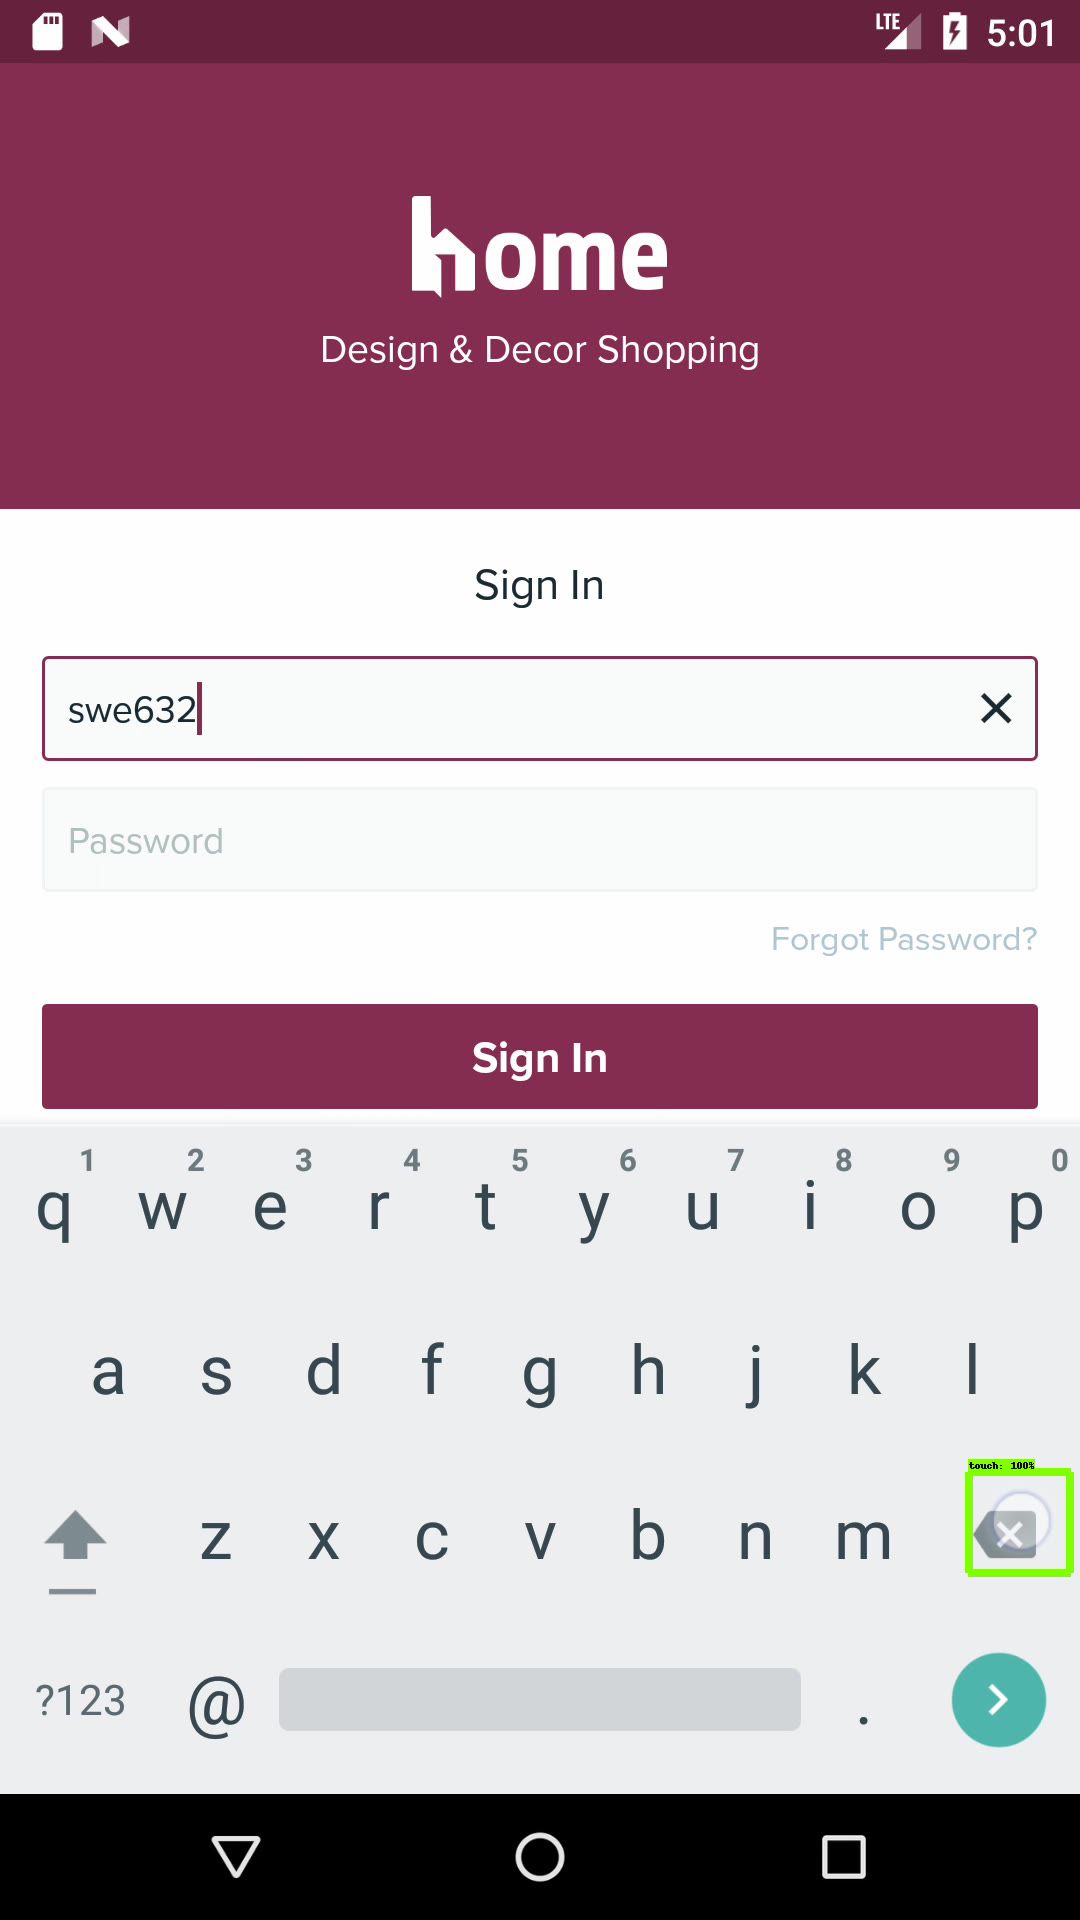 LTE 5:01
home
Design & Decor Shopping
Sign In
swe632
Password
Forgot Password?
Sign In
1 2 3 4 5 6 7 8 9 0
q w e r t y u i o p
a s d f g h j k l
touch: 100%
z x c v b n m
?123 @ .